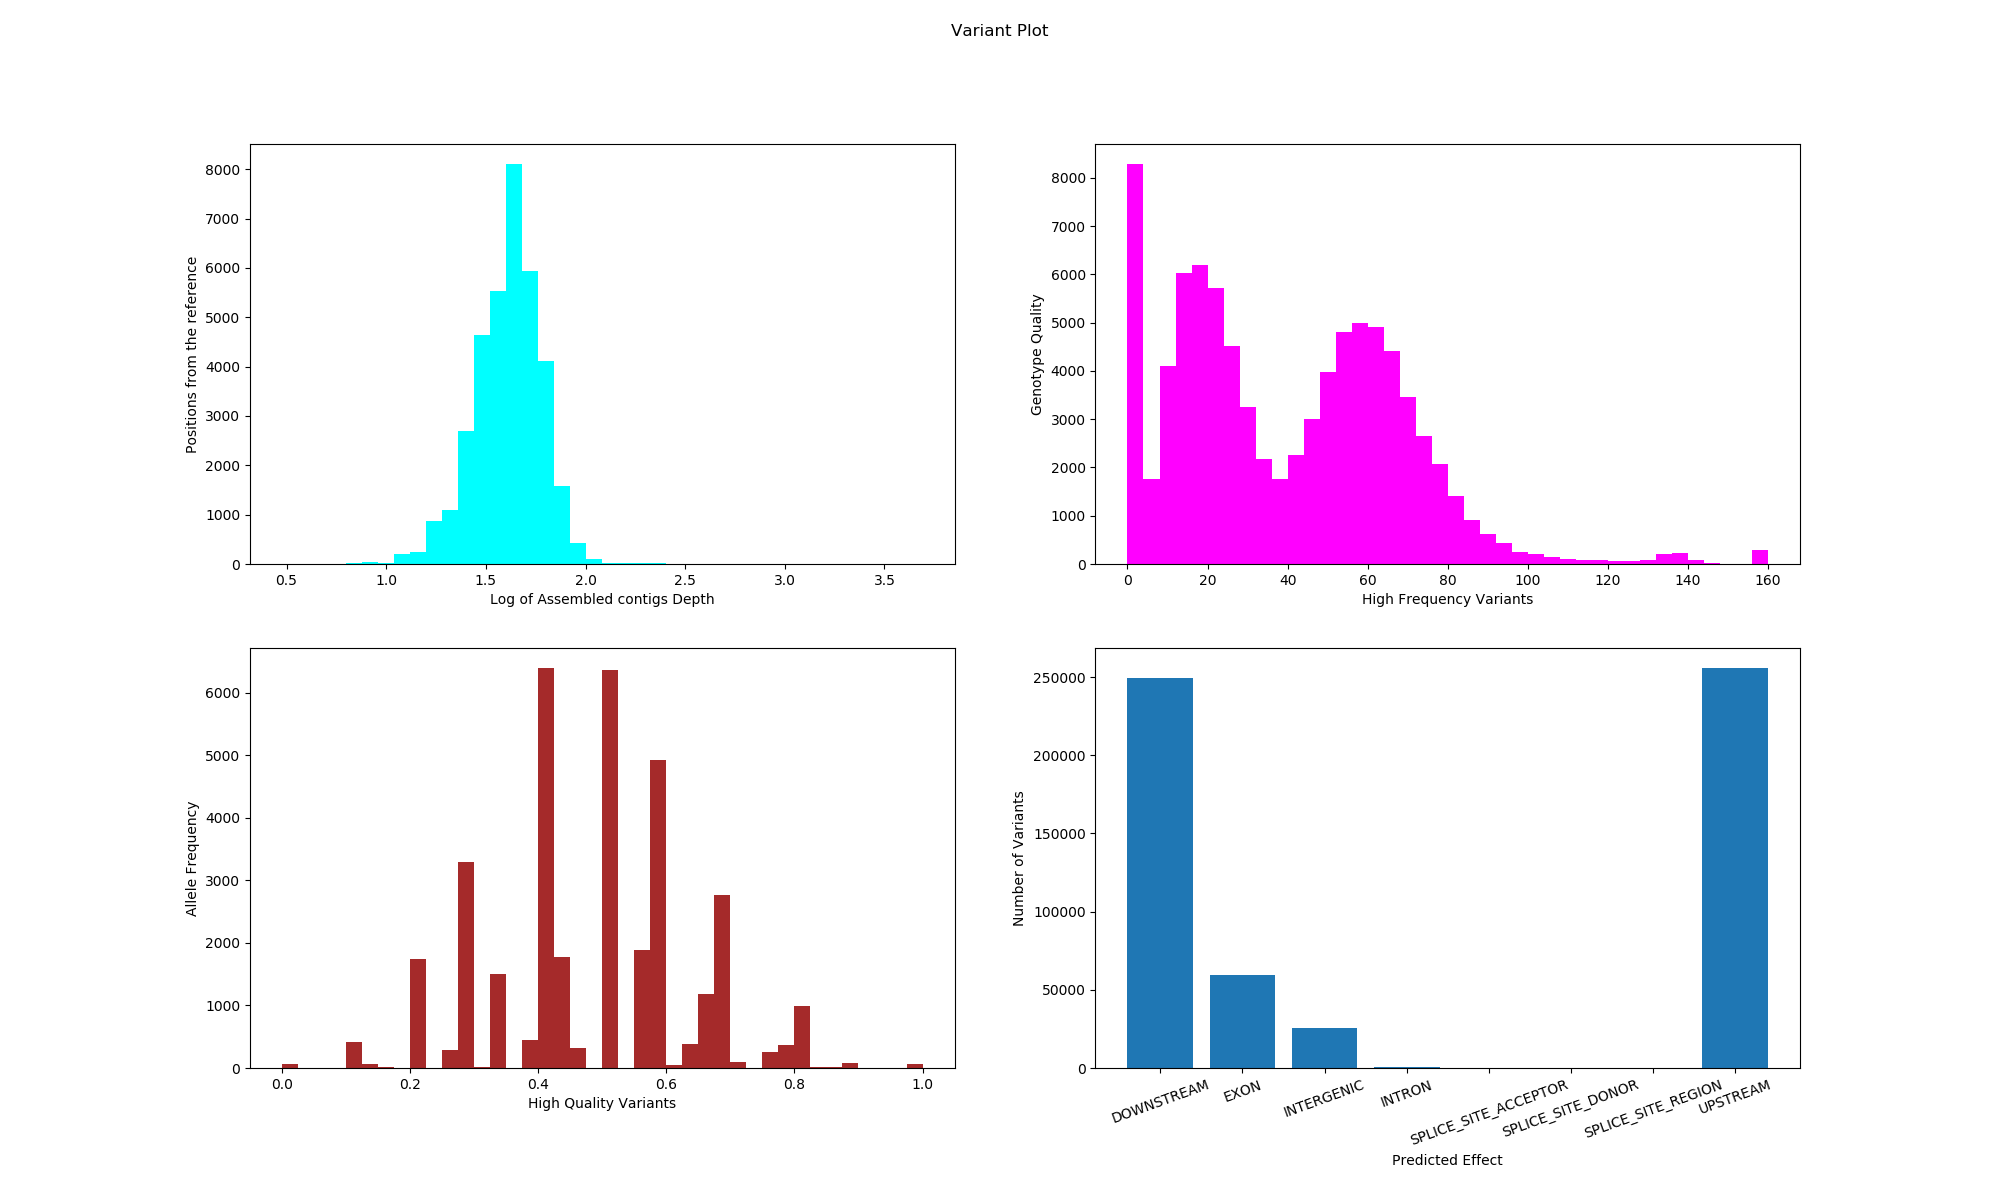 Variant Plot
8000
7000
6000
5000
4000
3000
2000
1000
0
Positions from the reference
0.5 1.0 1.5 2.0 2.5 3.0 3.5
Log of Assembled contigs Depth
8000
7000
6000
5000
4000
3000
2000
1000
0
Genotype Quality
0 20 40 60 80 100 120 140 160
High Frequency Variants
6000
5000
4000
3000
2000
1000
0
Allele Frequency
0.0 0.2 0.4 0.6 0.8 1.0
High Quality Variants
250000
200000
150000
100000
50000
0
Number of Variants
DOWNSTREAM
EXON
INTERGENIC
INTRON
SPLICE_SITE_ACCEPTOR
SPLICE_SITE_DONOR
SPLICE_SITE_REGION
UPSTREAM
Predicted Effect